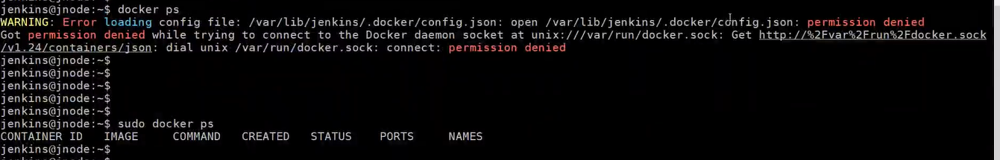 jenkins@jnode:~$ docker ps
WARNING: Error loading config file: /var/lib/jenkins/.docker/config.json: open /var/lib/jenkins/.docker/config.json: permission denied
Got permission denied while trying to connect to the Docker daemon socket at unix:///var/run/docker.sock: Get http://%2Fvar%2Frun%2Fdocker.sock
/v1.24/containers/json: dial unix /var/run/docker.sock: connect: permission denied
jenkins@jnode:~$
jenkins@jnode:~$
jenkins@jnode:~$
jenkins@jnode:~$
jenkins@jnode:~$
jenkins@jnode:~$ sudo docker ps
CONTAINER ID   IMAGE      COMMAND   CREATED   STATUS    PORTS      NAMES
jenkins@jnode:~$